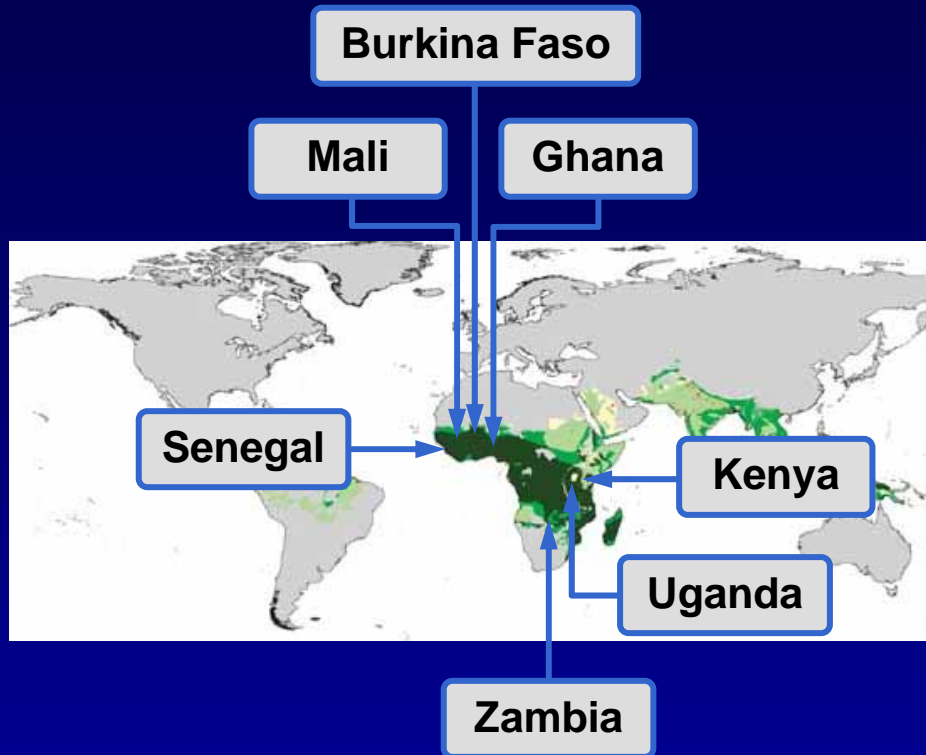 Burkina Faso
Mali
Ghana
Senegal
Kenya
Uganda
Zambia